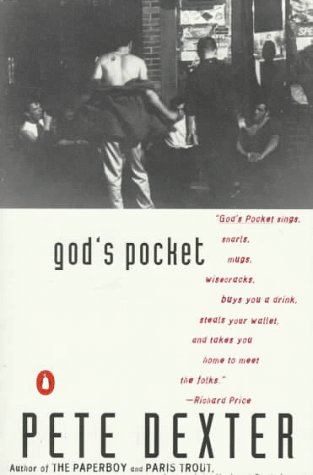 "God's Pocket sings,
snarls,
mugs,
wisecracks,
buys you a drink,
steals your wallet,
and takes you
home to meet
the folks."
—Richard Price
god's pocket
PETE DEXTER
Author of THE PAPERBOY and PARIS TROUT,